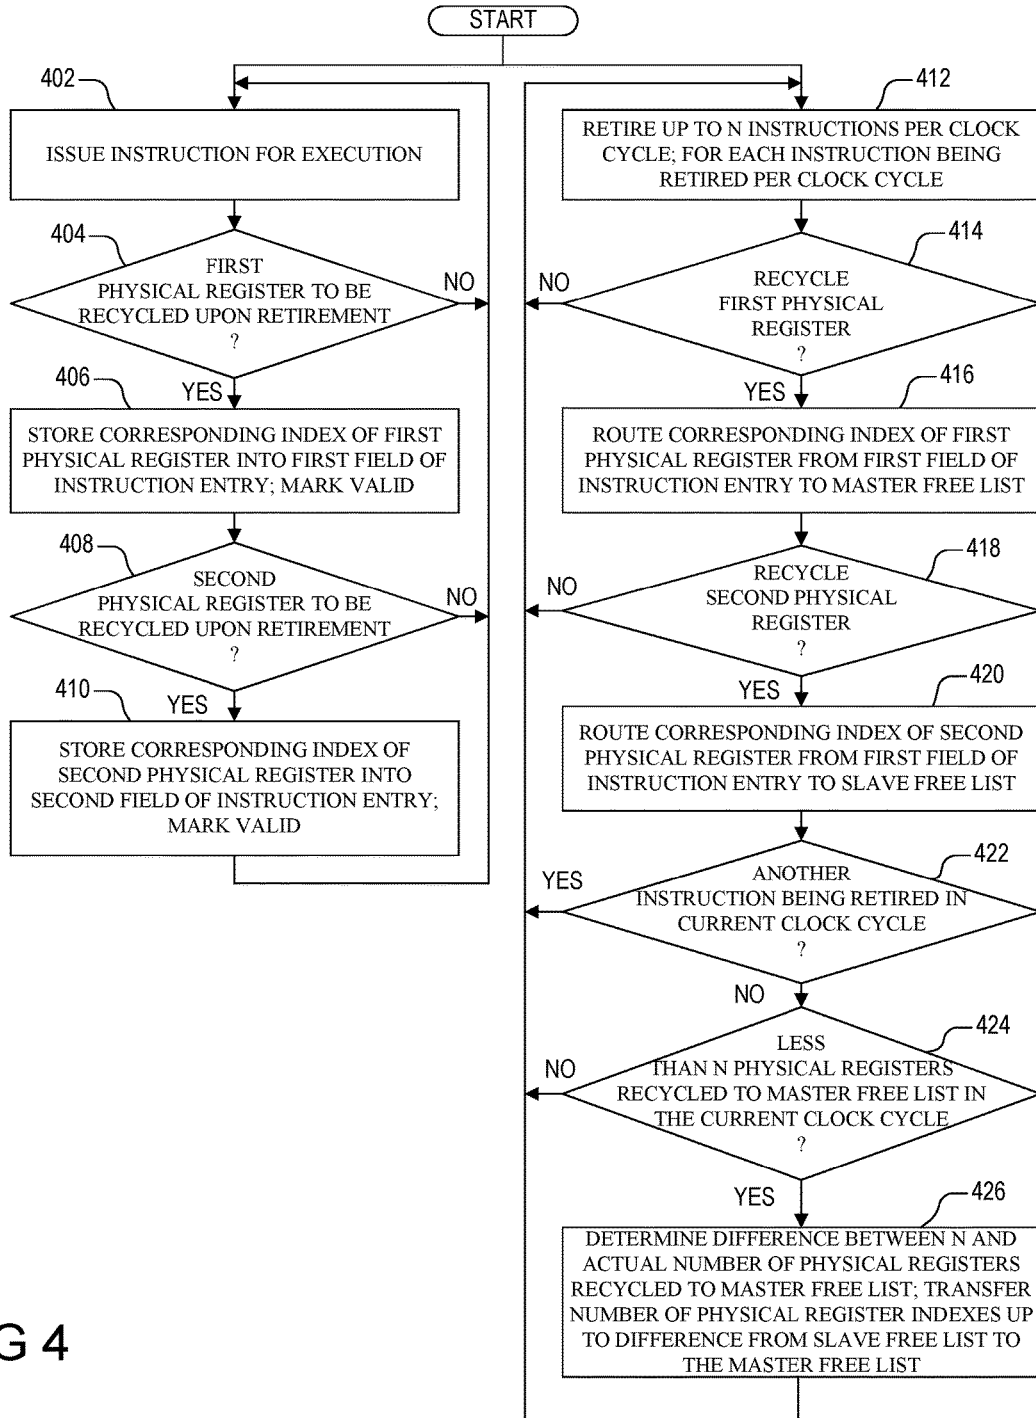 START
402
ISSUE INSTRUCTION FOR EXECUTION
404
FIRST
PHYSICAL REGISTER TO BE
RECYCLED UPON RETIREMENT
?
NO
YES
406
STORE CORRESPONDING INDEX OF FIRST
PHYSICAL REGISTER INTO FIRST FIELD OF
INSTRUCTION ENTRY; MARK VALID
408
SECOND
PHYSICAL REGISTER TO BE
RECYCLED UPON RETIREMENT
?
NO
YES
410
STORE CORRESPONDING INDEX OF
SECOND PHYSICAL REGISTER INTO
SECOND FIELD OF INSTRUCTION ENTRY;
MARK VALID
412
RETIRE UP TO N INSTRUCTIONS PER CLOCK
CYCLE; FOR EACH INSTRUCTION BEING
RETIRED PER CLOCK CYCLE
414
RECYCLE
FIRST PHYSICAL
REGISTER
?
NO
YES
416
ROUTE CORRESPONDING INDEX OF FIRST
PHYSICAL REGISTER FROM FIRST FIELD OF
INSTRUCTION ENTRY TO MASTER FREE LIST
418
RECYCLE
SECOND PHYSICAL
REGISTER
?
NO
YES
420
ROUTE CORRESPONDING INDEX OF SECOND
PHYSICAL REGISTER FROM FIRST FIELD OF
INSTRUCTION ENTRY TO SLAVE FREE LIST
422
ANOTHER
INSTRUCTION BEING RETIRED IN
CURRENT CLOCK CYCLE
?
YES
NO
424
LESS
THAN N PHYSICAL REGISTERS
RECYCLED TO MASTER FREE LIST IN
THE CURRENT CLOCK CYCLE
?
NO
YES
426
DETERMINE DIFFERENCE BETWEEN N AND
ACTUAL NUMBER OF PHYSICAL REGISTERS
RECYCLED TO MASTER FREE LIST; TRANSFER
NUMBER OF PHYSICAL REGISTER INDEXES UP
TO DIFFERENCE FROM SLAVE FREE LIST TO
THE MASTER FREE LIST
G 4